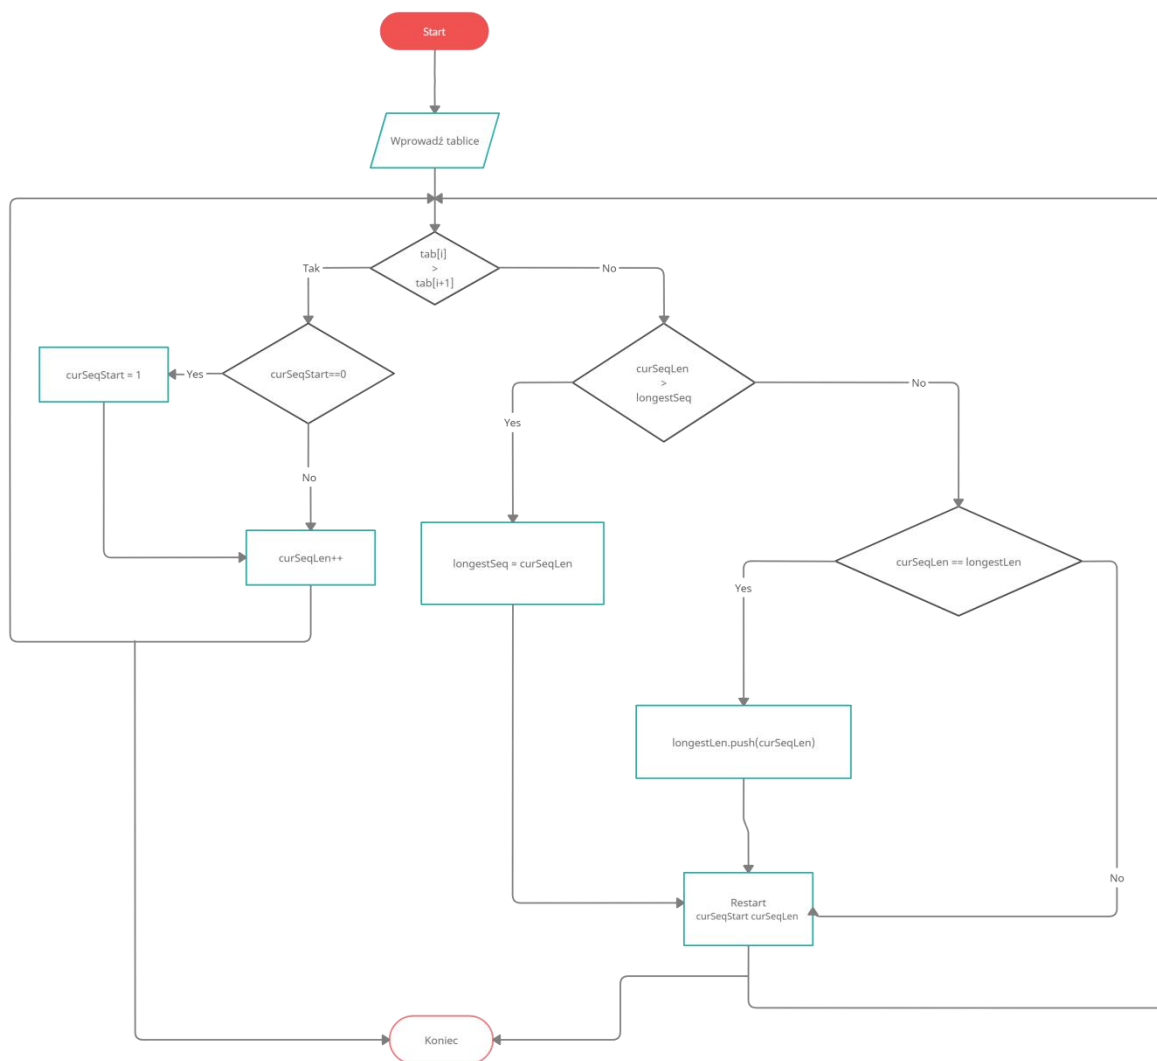 Start
Wprowadź tablice
tab[i]
>
tab[i+1]
Tak
No
curSeqStart = 1
Yes
curSeqStart==0
curSeqLen
>
longestSeq
No
Yes
No
curSeqLen++
longestSeq = curSeqLen
curSeqLen == longestLen
Yes
longestLen.push(curSeqLen)
No
Restart
curSeqStart curSeqLen
Koniec